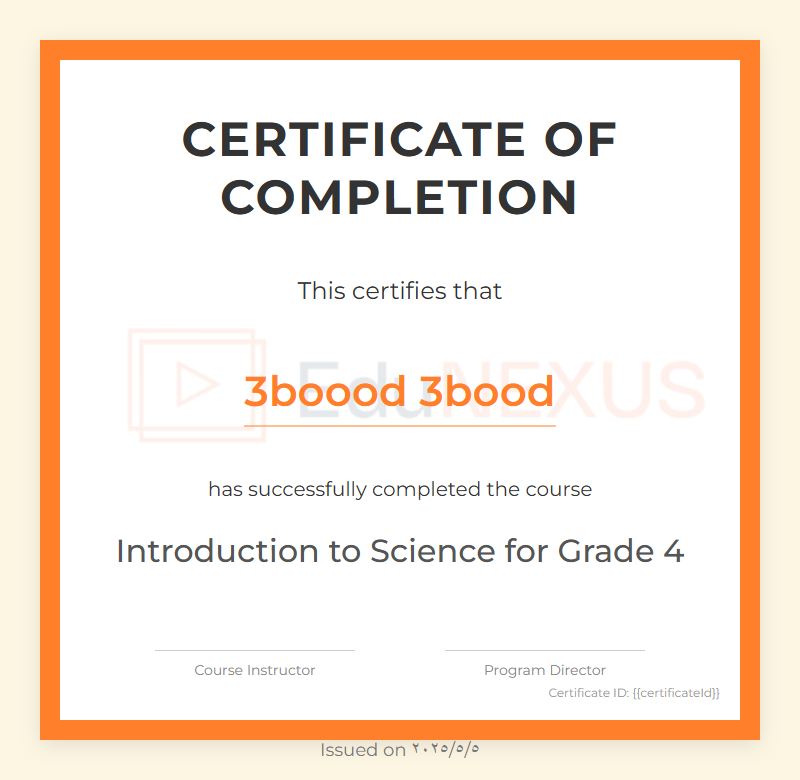 CERTIFICATE OF
COMPLETION
This certifies that
EduNEXUS
3boood 3bood
has successfully completed the course
Introduction to Science for Grade 4
Course Instructor
Program Director
Certificate ID: {{certificateId}}
Issued on ٢٠٢٥/٥/٥